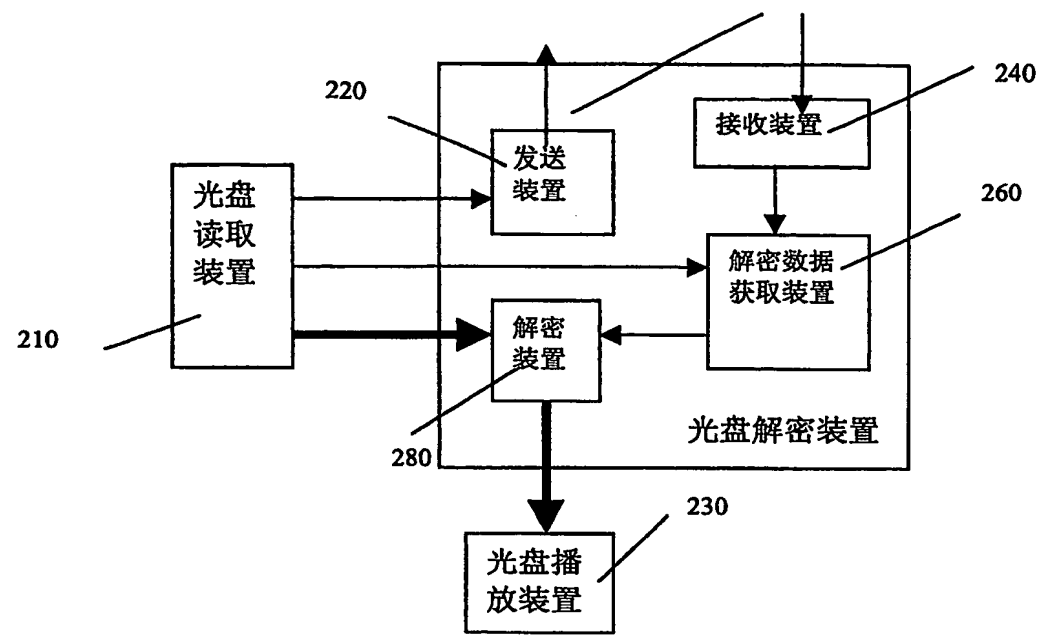 240
220
接收装置
发送
装置
光盘
读取
装置
260
解密数据
获取装置
210
解密
装置
光盘解密装置
280
230
光盘播
放装置